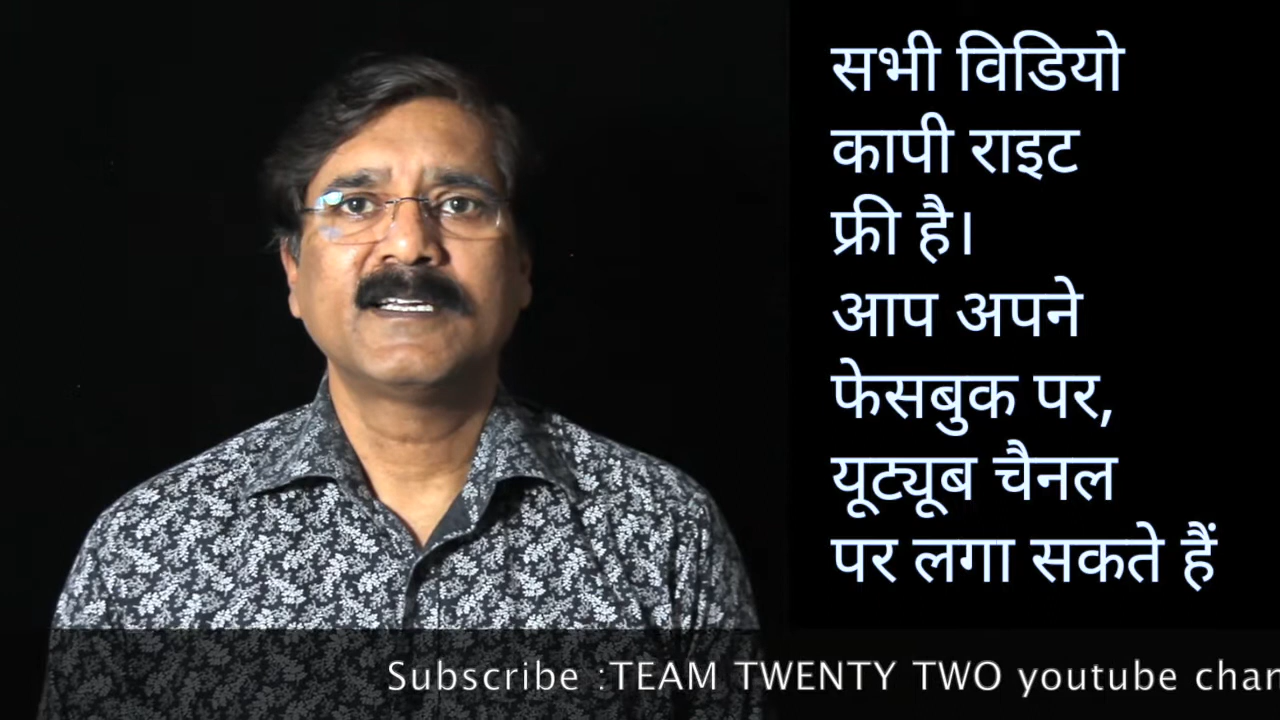 सभी विडियो
कापी राइट
फ्री है।
आप अपने
फेसबुक पर,
यूट्यूब चैनल
पर लगा सकते हैं
Subscribe :TEAM TWENTY TWO youtube